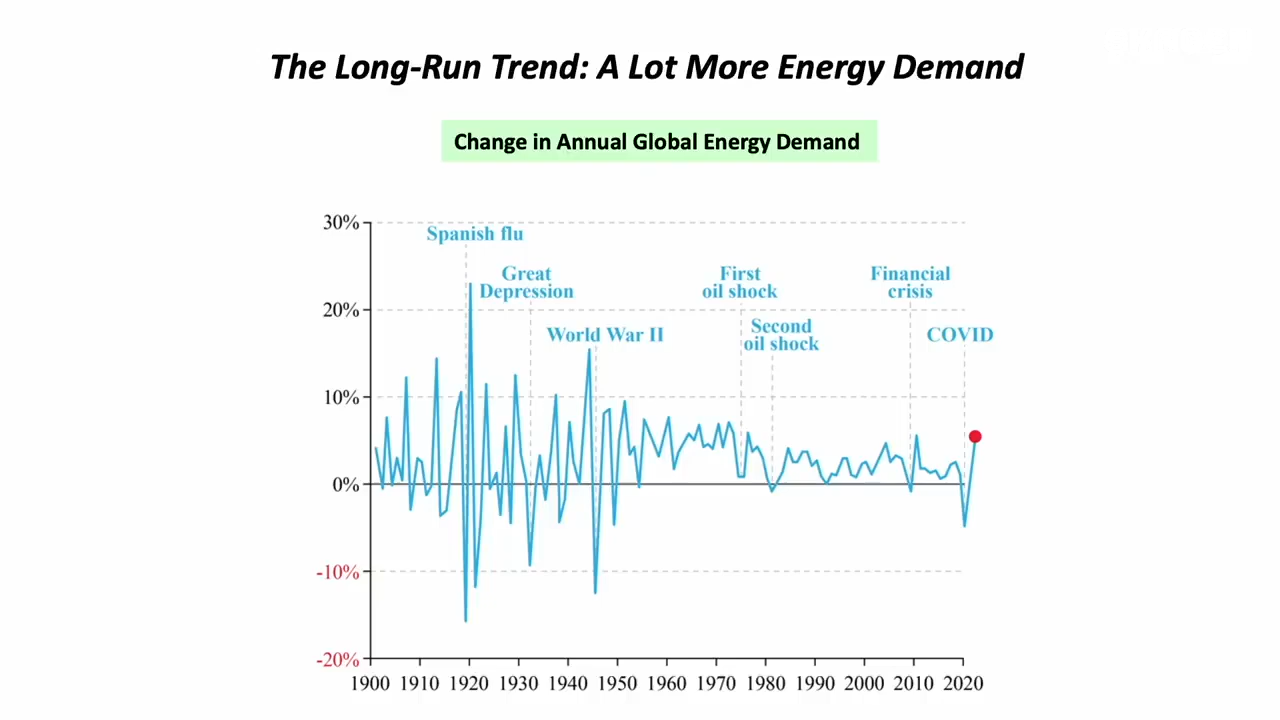 The Long-Run Trend: A Lot More Energy Demand
Change in Annual Global Energy Demand
30%
Spanish flu
Great
Depression
First
oil shock
Financial
crisis
20%
World War II
Second
oil shock
COVID
10%
0%
-10%
-20%
1900 1910 1920 1930 1940 1950 1960 1970 1980 1990 2000 2010 2020